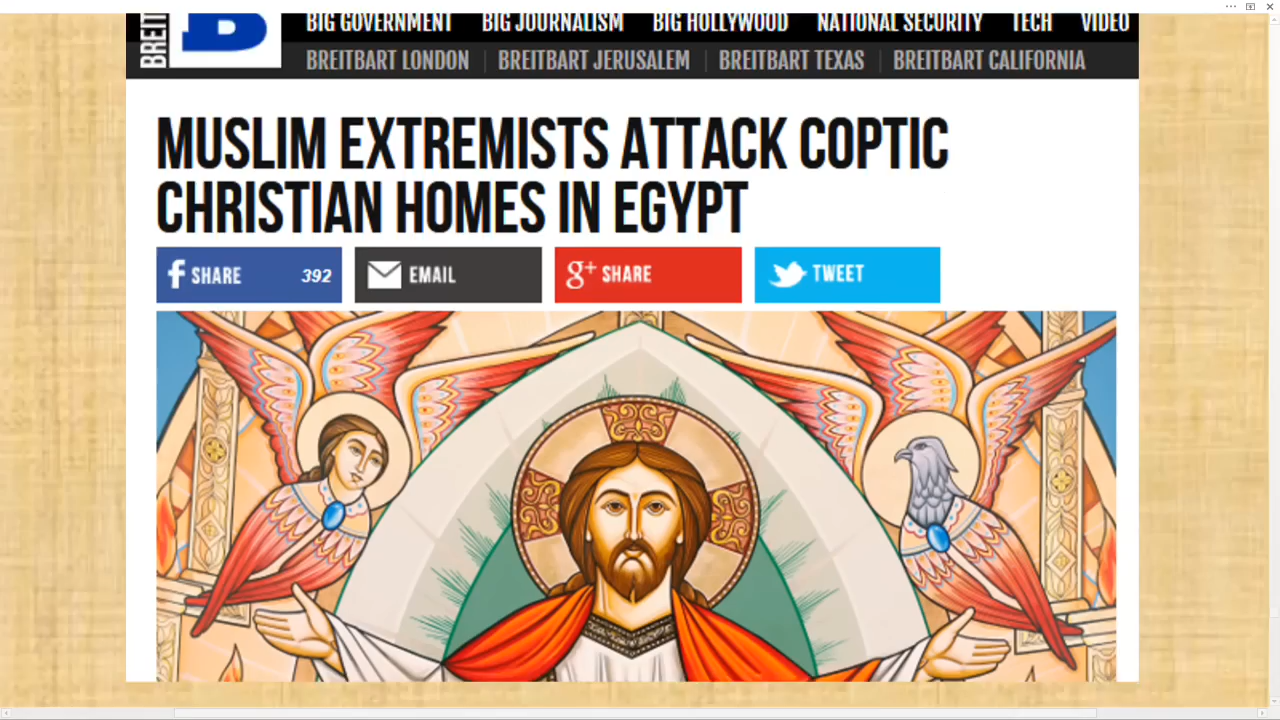 BREIT
BIG GOVERNMENT BIG JOURNALISM BIG HOLLYWOOD NATIONAL SECURITY TECH VIDEO
BREITBART LONDON BREITBART JERUSALEM BREITBART TEXAS BREITBART CALIFORNIA
MUSLIM EXTREMISTS ATTACK COPTIC
CHRISTIAN HOMES IN EGYPT
f SHARE 392 EMAIL g+ SHARE TWEET